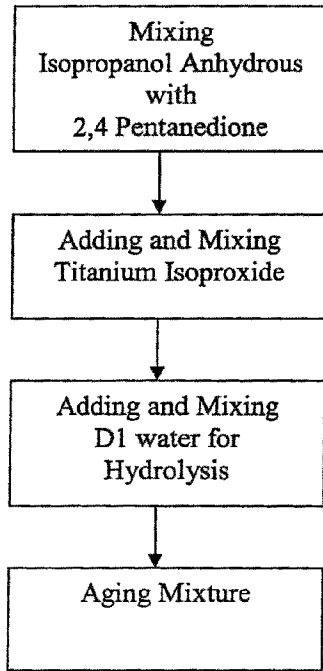 Mixing
Isopropanol Anhydrous
with
2,4 Pentanedione
Adding and Mixing
Titanium Isoproxide
Adding and Mixing
D1 water for
Hydrolysis
Aging Mixture